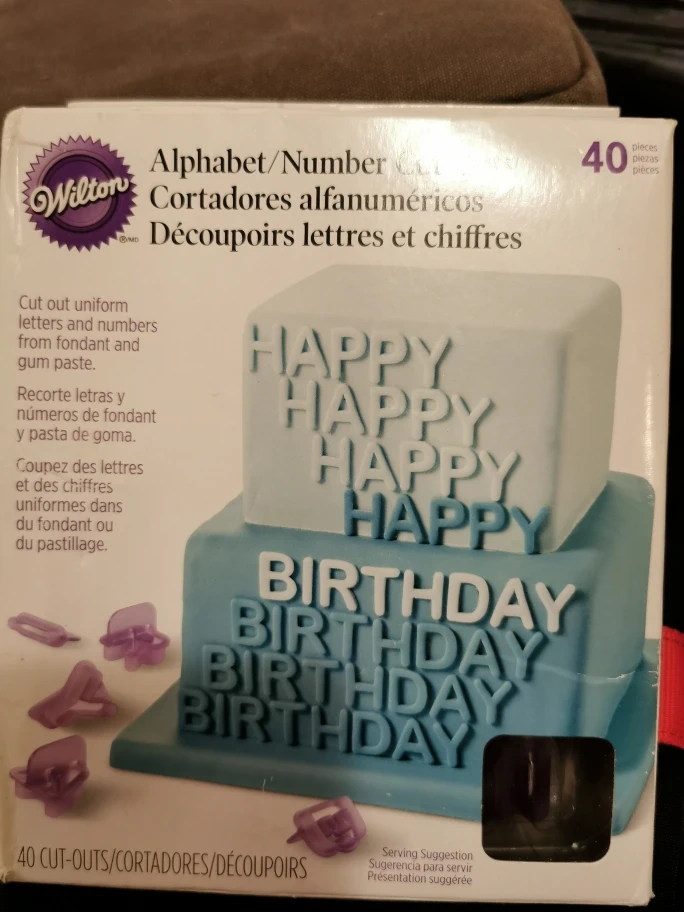 Wilton
®/MD
Alphabet/Number
Cortadores alfanuméricos
Découpoirs lettres et chiffres
40 pieces
piezas
pièces
Cut out uniform
letters and numbers
from fondant and
gum paste.
Recorte letras y
números de fondant
y pasta de goma.
Coupez des lettres
et des chiffres
uniformes dans
du fondant ou
du pastillage.
HAPPY
HAPPY
HAPPY
HAPPY
BIRTHDAY
BIRTHDAY
BIRTHDAY
BIRTHDAY
40 CUT-OUTS/CORTADORES/DÉCOUPOIRS
Serving Suggestion
Sugerencia para servir
Présentation suggérée